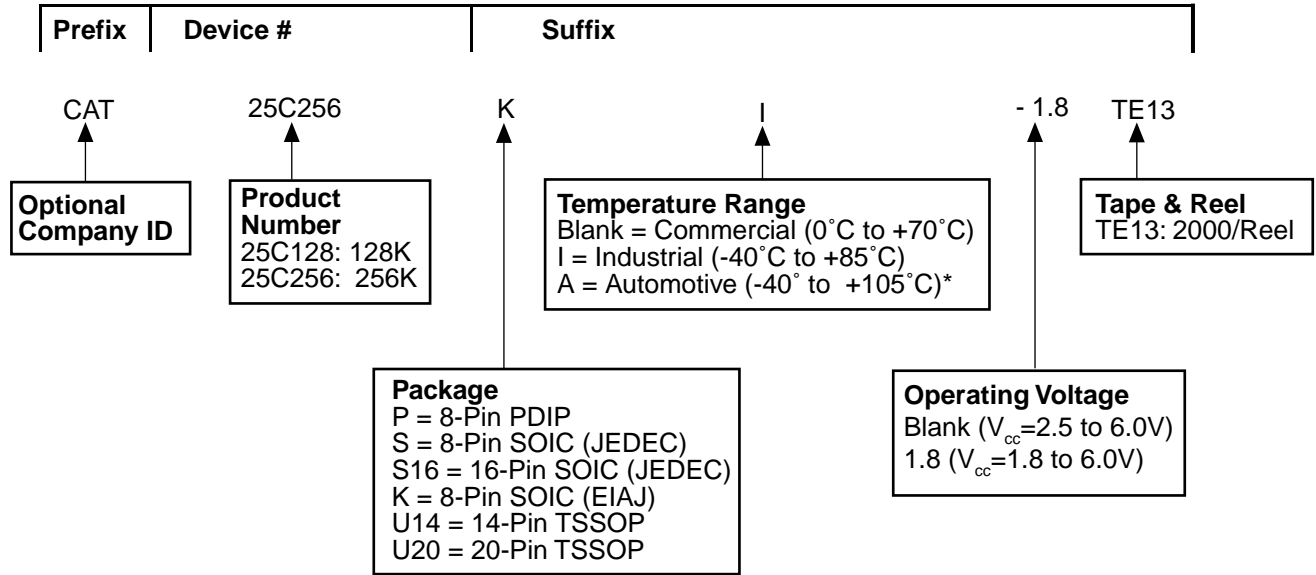 Prefix Device # Suffix
CAT 25C256 K I - 1.8 TE13
Optional
Company ID
Product
Number
25C128: 128K
25C256: 256K
Temperature Range
Blank = Commercial (0˚C to +70˚C)
I = Industrial (-40˚C to +85˚C)
A = Automotive (-40˚ to +105˚C)*
Tape & Reel
TE13: 2000/Reel
Package
P = 8-Pin PDIP
S = 8-Pin SOIC (JEDEC)
S16 = 16-Pin SOIC (JEDEC)
K = 8-Pin SOIC (EIAJ)
U14 = 14-Pin TSSOP
U20 = 20-Pin TSSOP
Operating Voltage
Blank (Vcc=2.5 to 6.0V)
1.8 (Vcc=1.8 to 6.0V)